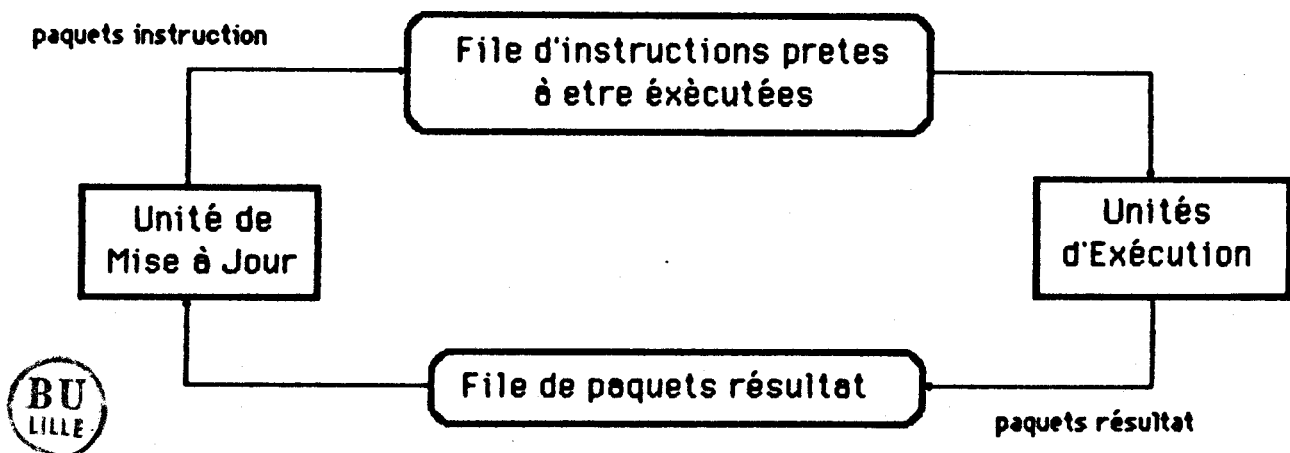 paquets instruction
File d'instructions pretes
à etre éxècutées
Unité de
Mise à Jour
Unités
d'Exécution
File de paquets résultat
paquets résultat
BU
LILLE